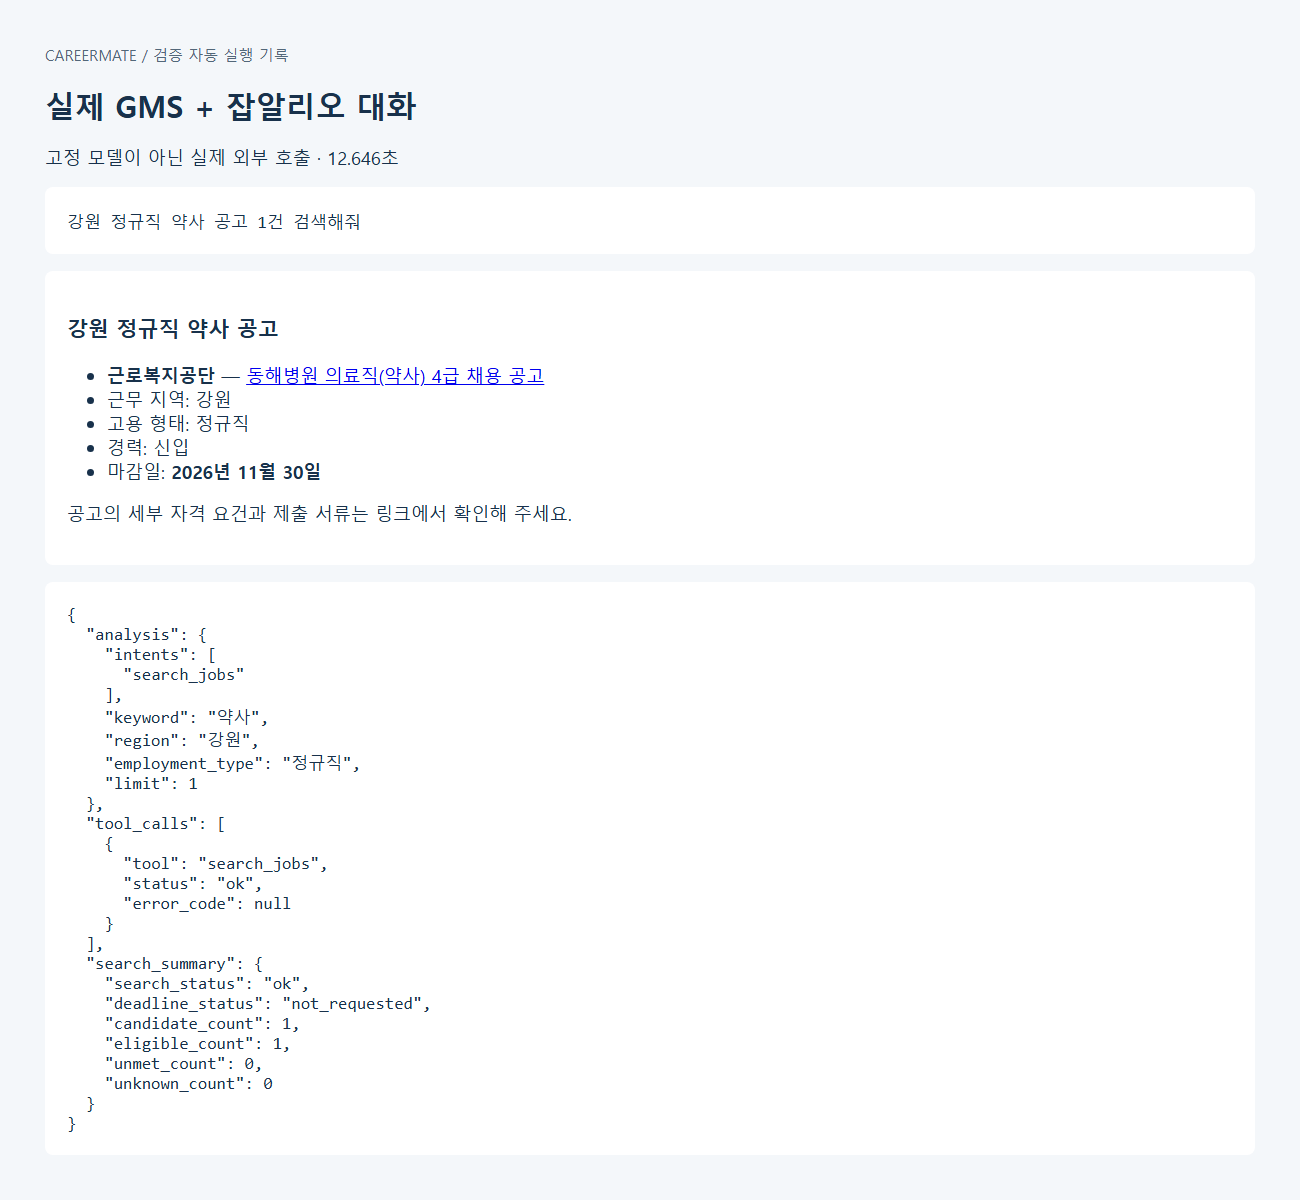 CAREERMATE / 검증 자동 실행 기록
실제 GMS + 잡알리오 대화
고정 모델이 아닌 실제 외부 호출 · 12.646초
강원 정규직 약사 공고 1건 검색해줘
강원 정규직 약사 공고
• 근로복지공단 — 동해병원 의료직(약사) 4급 채용 공고
• 근무 지역: 강원
• 고용 형태: 정규직
• 경력: 신입
• 마감일: 2026년 11월 30일
공고의 세부 자격 요건과 제출 서류는 링크에서 확인해 주세요.
{
  "analysis": {
    "intents": [
      "search_jobs"
    ],
    "keyword": "약사",
    "region": "강원",
    "employment_type": "정규직",
    "limit": 1
  },
  "tool_calls": [
    {
      "tool": "search_jobs",
      "status": "ok",
      "error_code": null
    }
  ],
  "search_summary": {
    "search_status": "ok",
    "deadline_status": "not_requested",
    "candidate_count": 1,
    "eligible_count": 1,
    "unmet_count": 0,
    "unknown_count": 0
  }
}